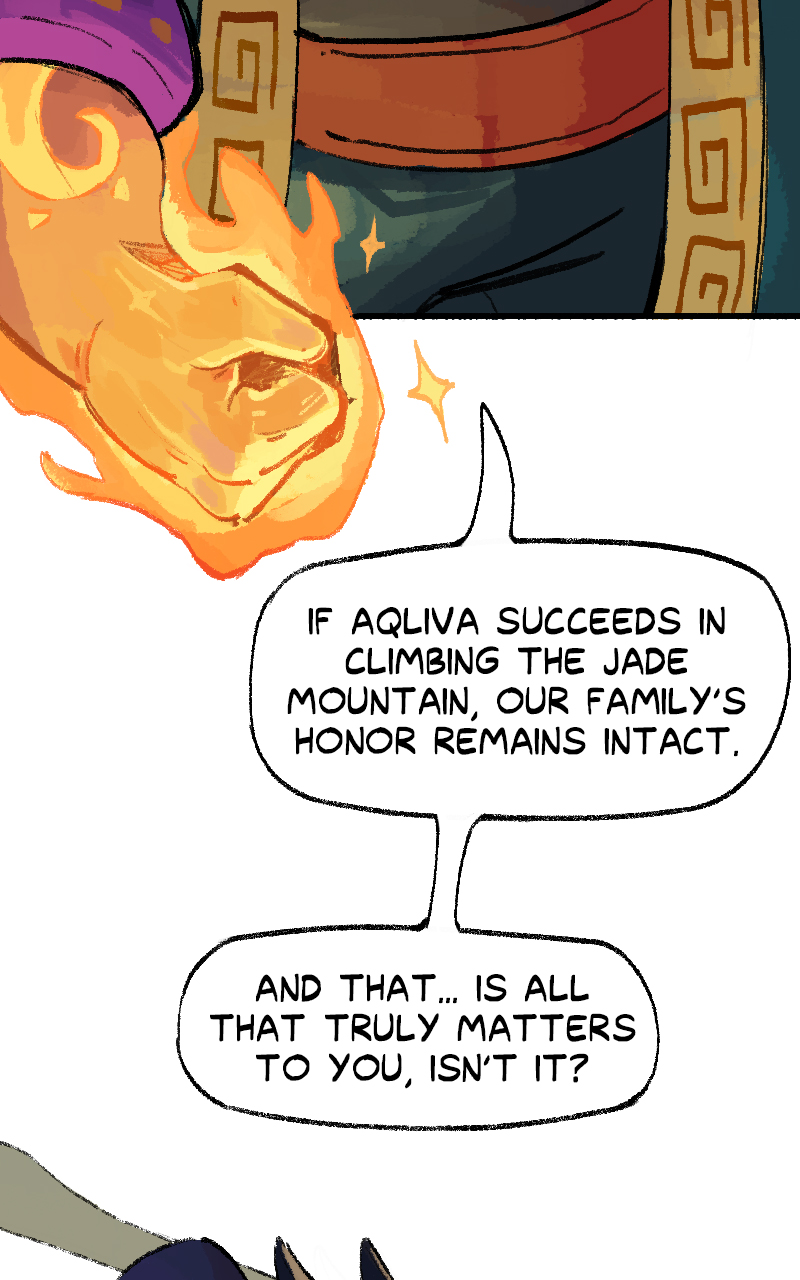 IF AQLIVA SUCCEEDS IN
CLIMBING THE JADE
MOUNTAIN, OUR FAMILY'S
HONOR REMAINS INTACT.
AND THAT... IS ALL
THAT TRULY MATTERS
TO YOU, ISN'T IT?